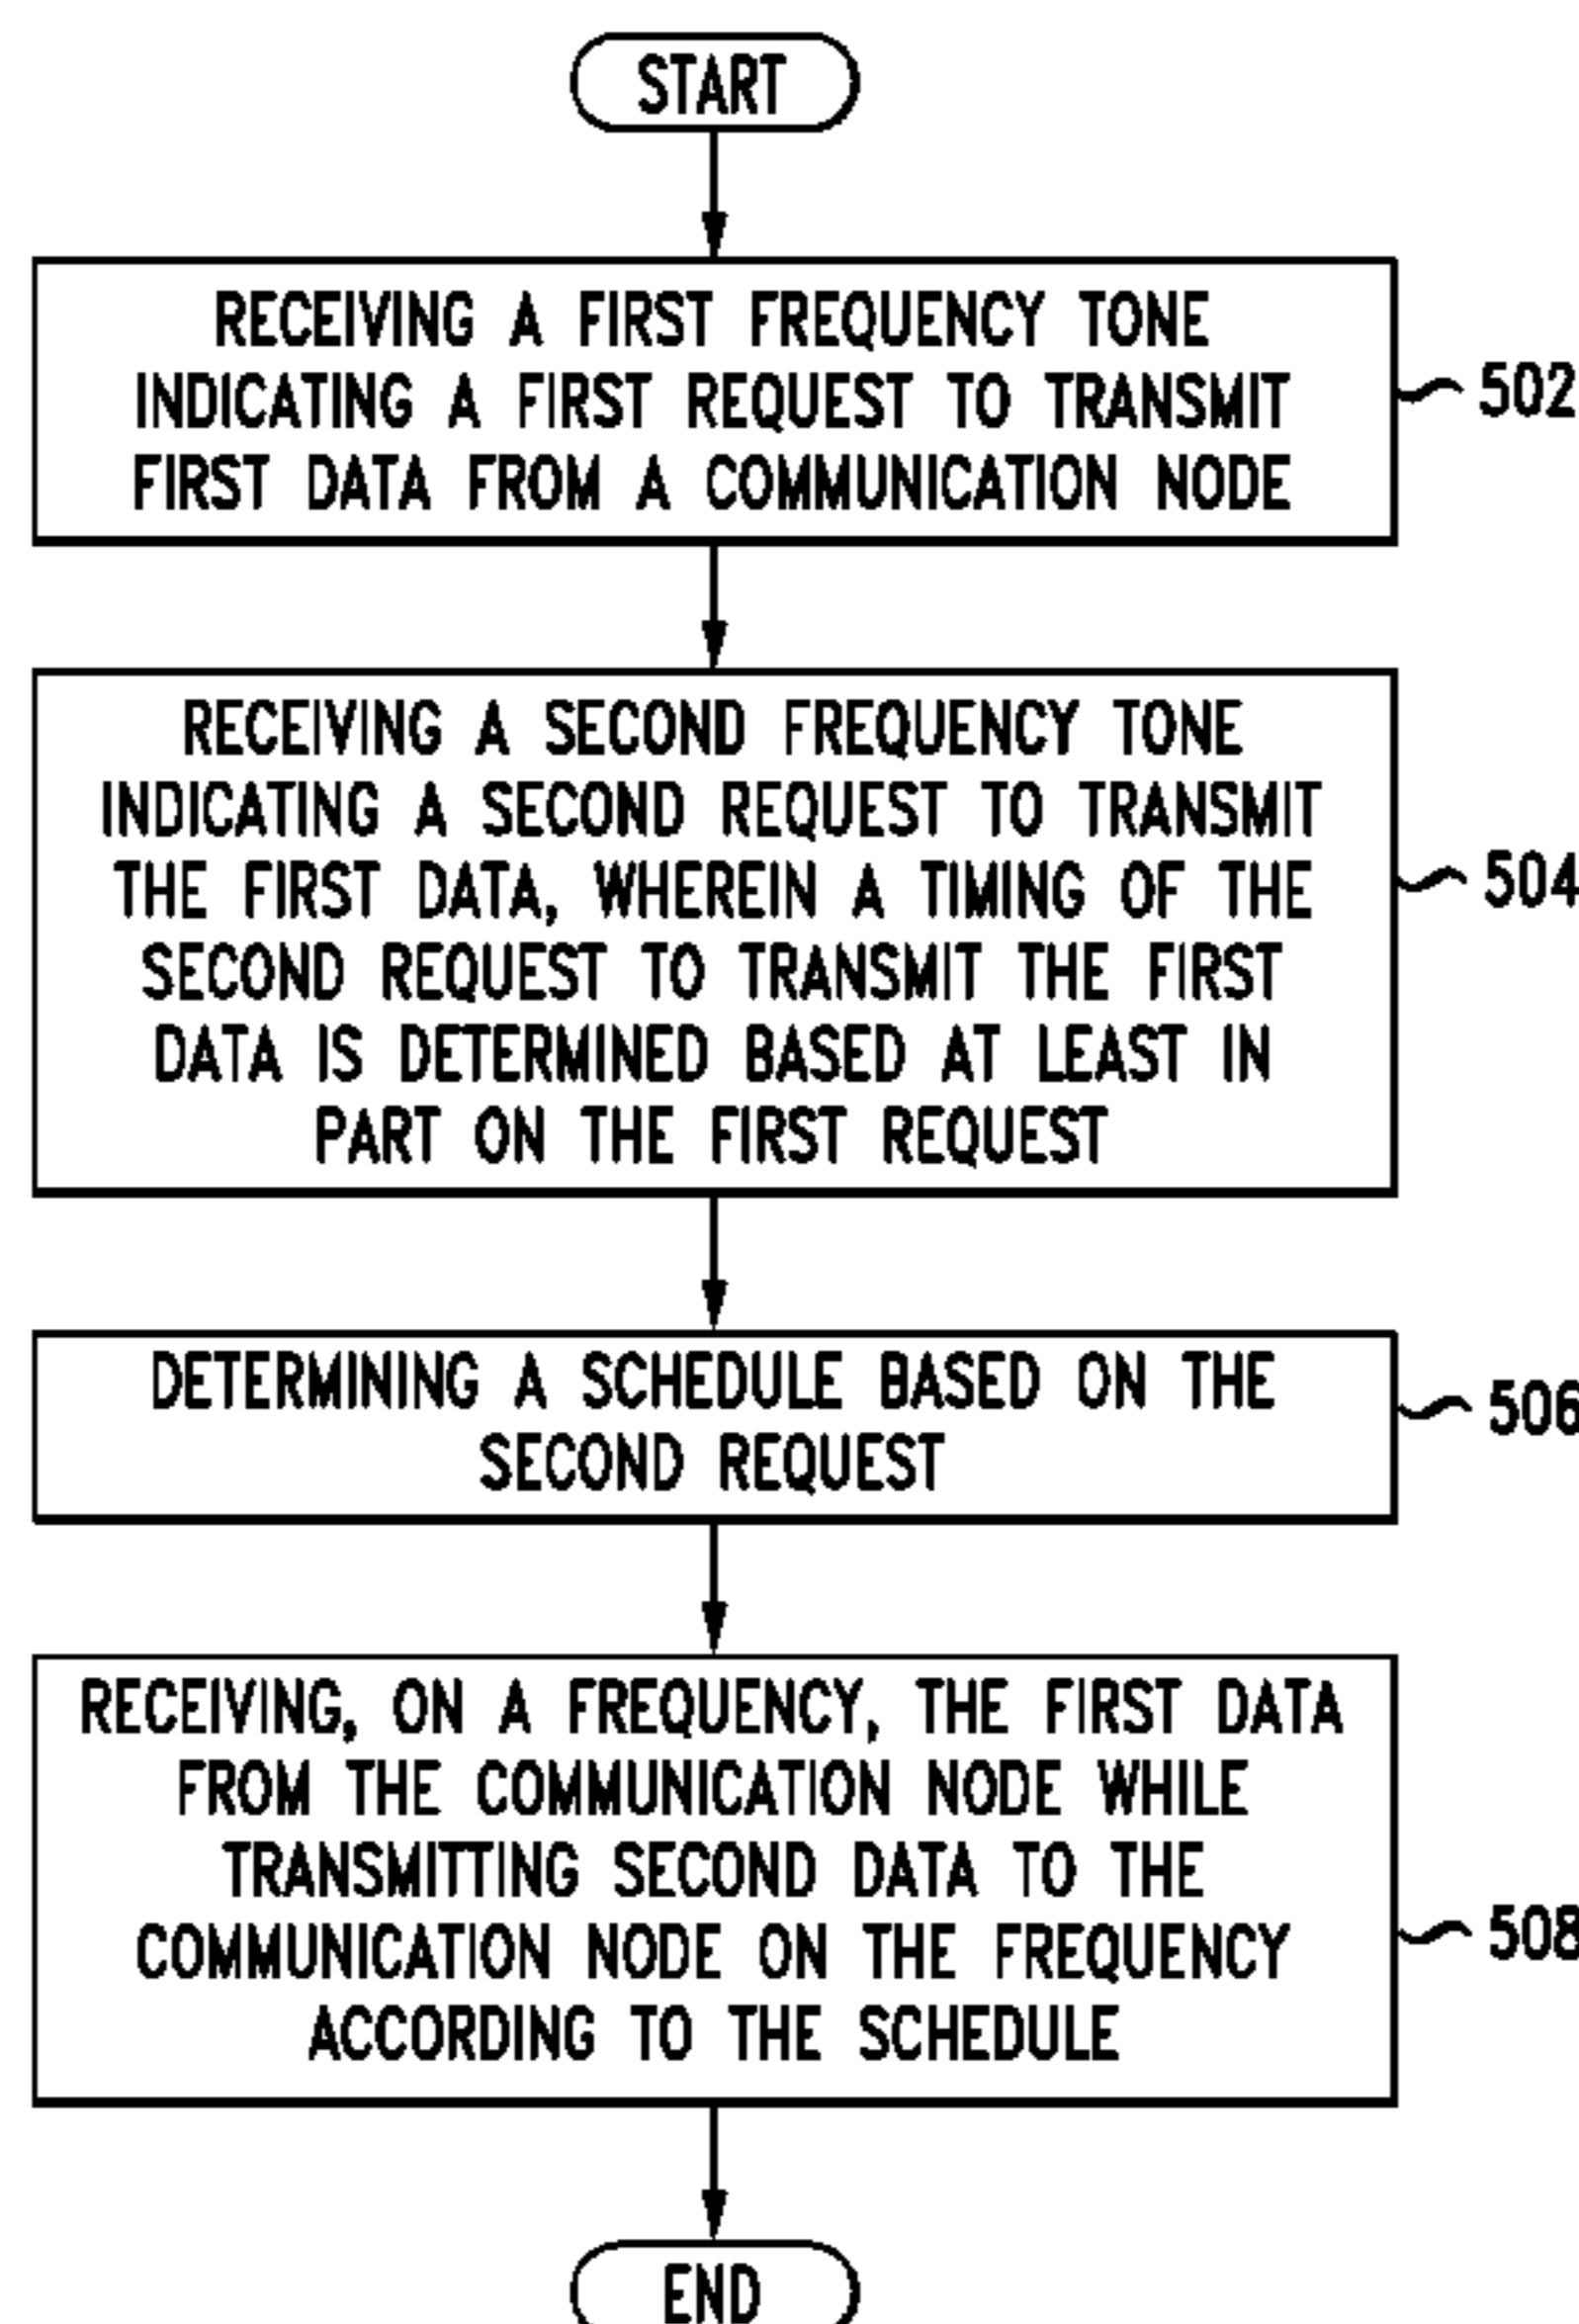 START
RECEIVING A FIRST FREQUENCY TONE
INDICATING A FIRST REQUEST TO TRANSMIT
FIRST DATA FROM A COMMUNICATION NODE
502
RECEIVING A SECOND FREQUENCY TONE
INDICATING A SECOND REQUEST TO TRANSMIT
THE FIRST DATA, WHEREIN A TIMING OF THE
SECOND REQUEST TO TRANSMIT THE FIRST
DATA IS DETERMINED BASED AT LEAST IN
PART ON THE FIRST REQUEST
504
DETERMINING A SCHEDULE BASED ON THE
SECOND REQUEST
506
RECEIVING, ON A FREQUENCY, THE FIRST DATA
FROM THE COMMUNICATION NODE WHILE
TRANSMITTING SECOND DATA TO THE
COMMUNICATION NODE ON THE FREQUENCY
ACCORDING TO THE SCHEDULE
508
END